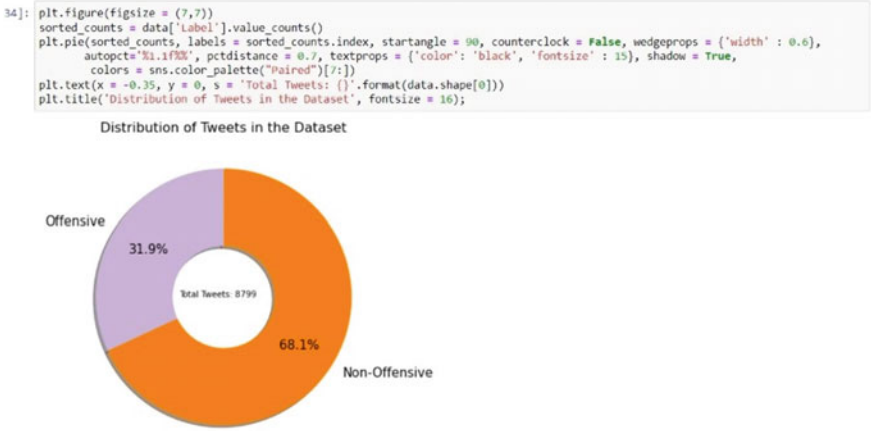 34]: plt.figure(figsize = (7,7))
sorted_counts = data['Label'].value_counts()
plt.pie(sorted_counts, labels = sorted_counts.index, startangle = 90, counterclock = False, wedgeprops = {'width' : 0.6},
autopct='%1.1f%%', pctdistance = 0.7, textprops = {'color': 'black', 'fontsize' : 15}, shadow = True,
colors = sns.color_palette("Paired")[7:])
plt.text(x = -0.35, y = 0, s = 'Total Tweets: {}'.format(data.shape[0]))
plt.title('Distribution of Tweets in the Dataset', fontsize = 16);
Distribution of Tweets in the Dataset
Offensive
31.9%
Total Tweets: 8799
68.1%
Non-Offensive